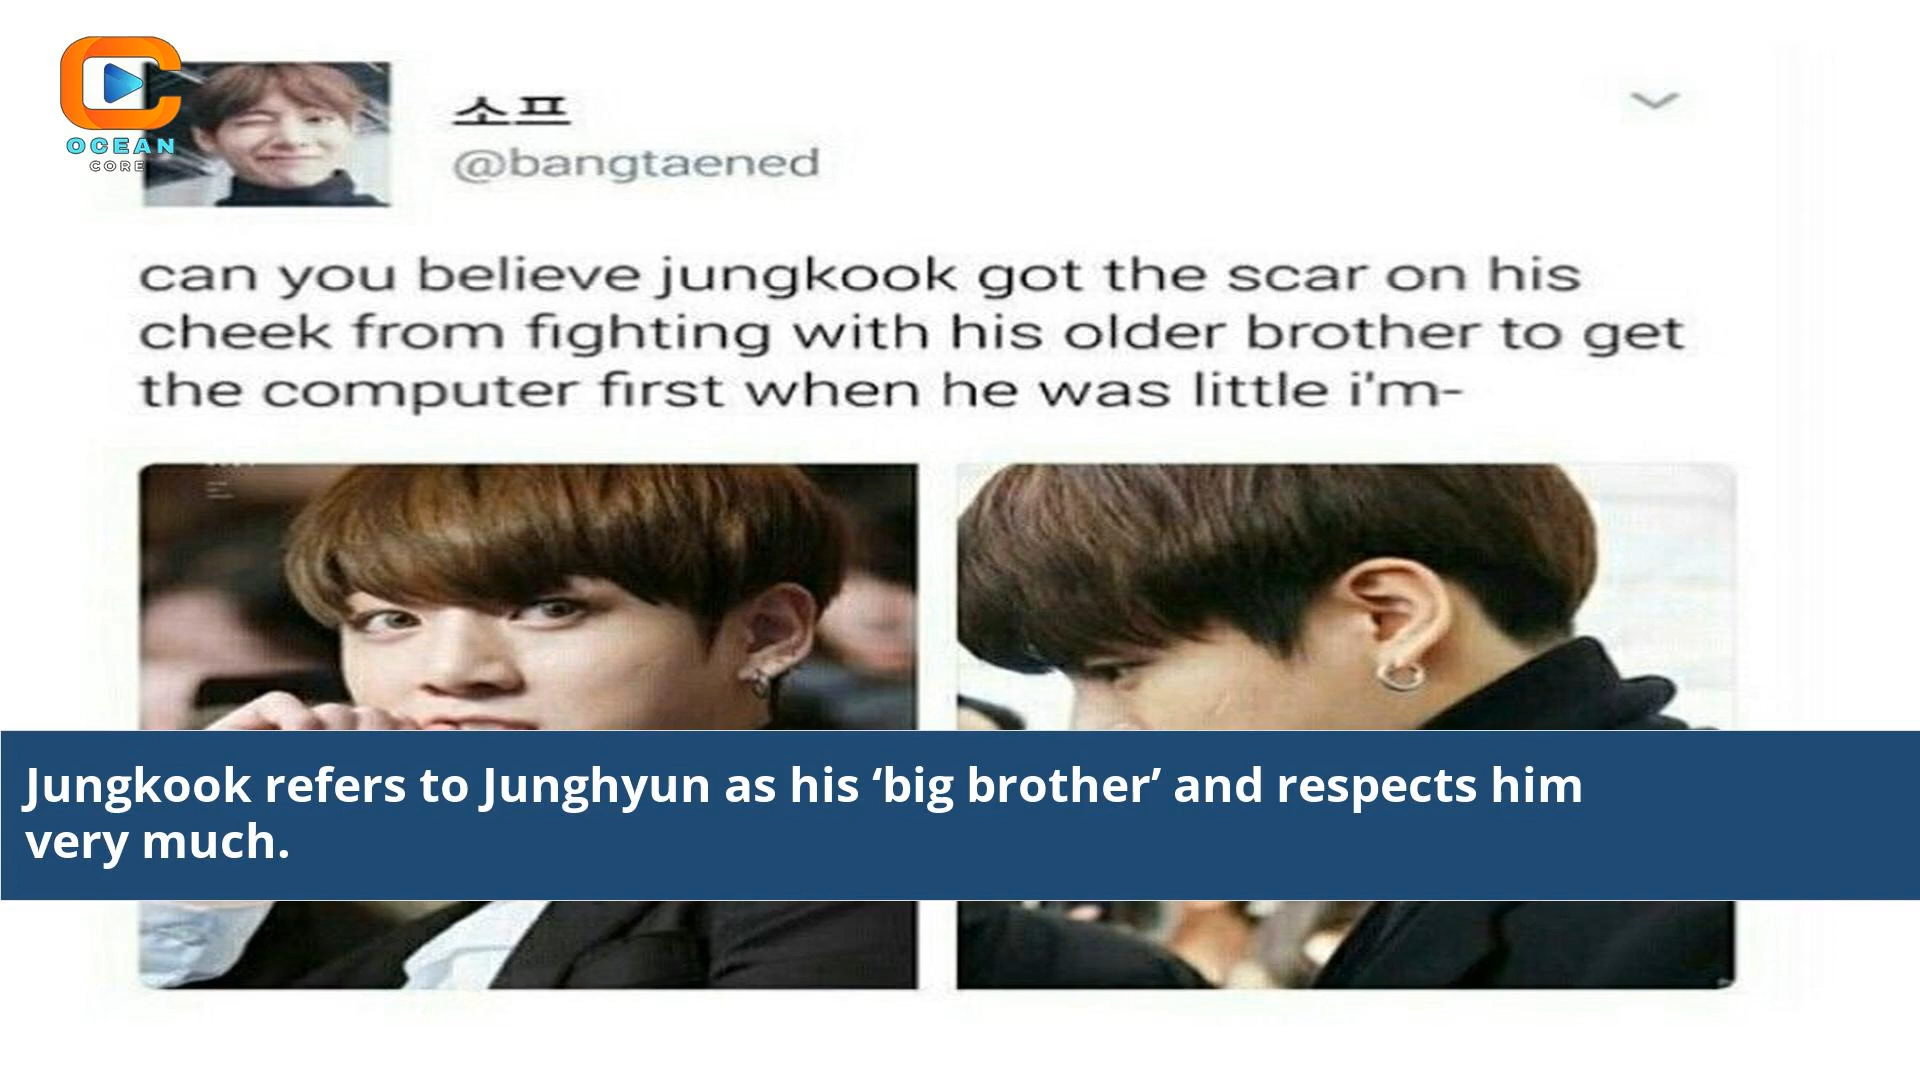 OCEAN
CORE
소프
@bangtaened
can you believe jungkook got the scar on his
cheek from fighting with his older brother to get
the computer first when he was little i'm-
Jungkook refers to Junghyun as his ‘big brother’ and respects him
very much.